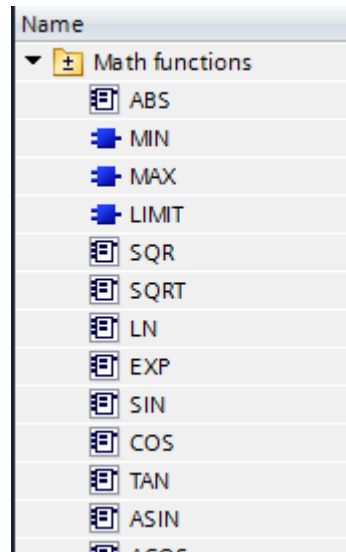 Name
Math functions
ABS
MIN
MAX
LIMIT
SQR
SQRT
LN
EXP
SIN
COS
TAN
ASIN